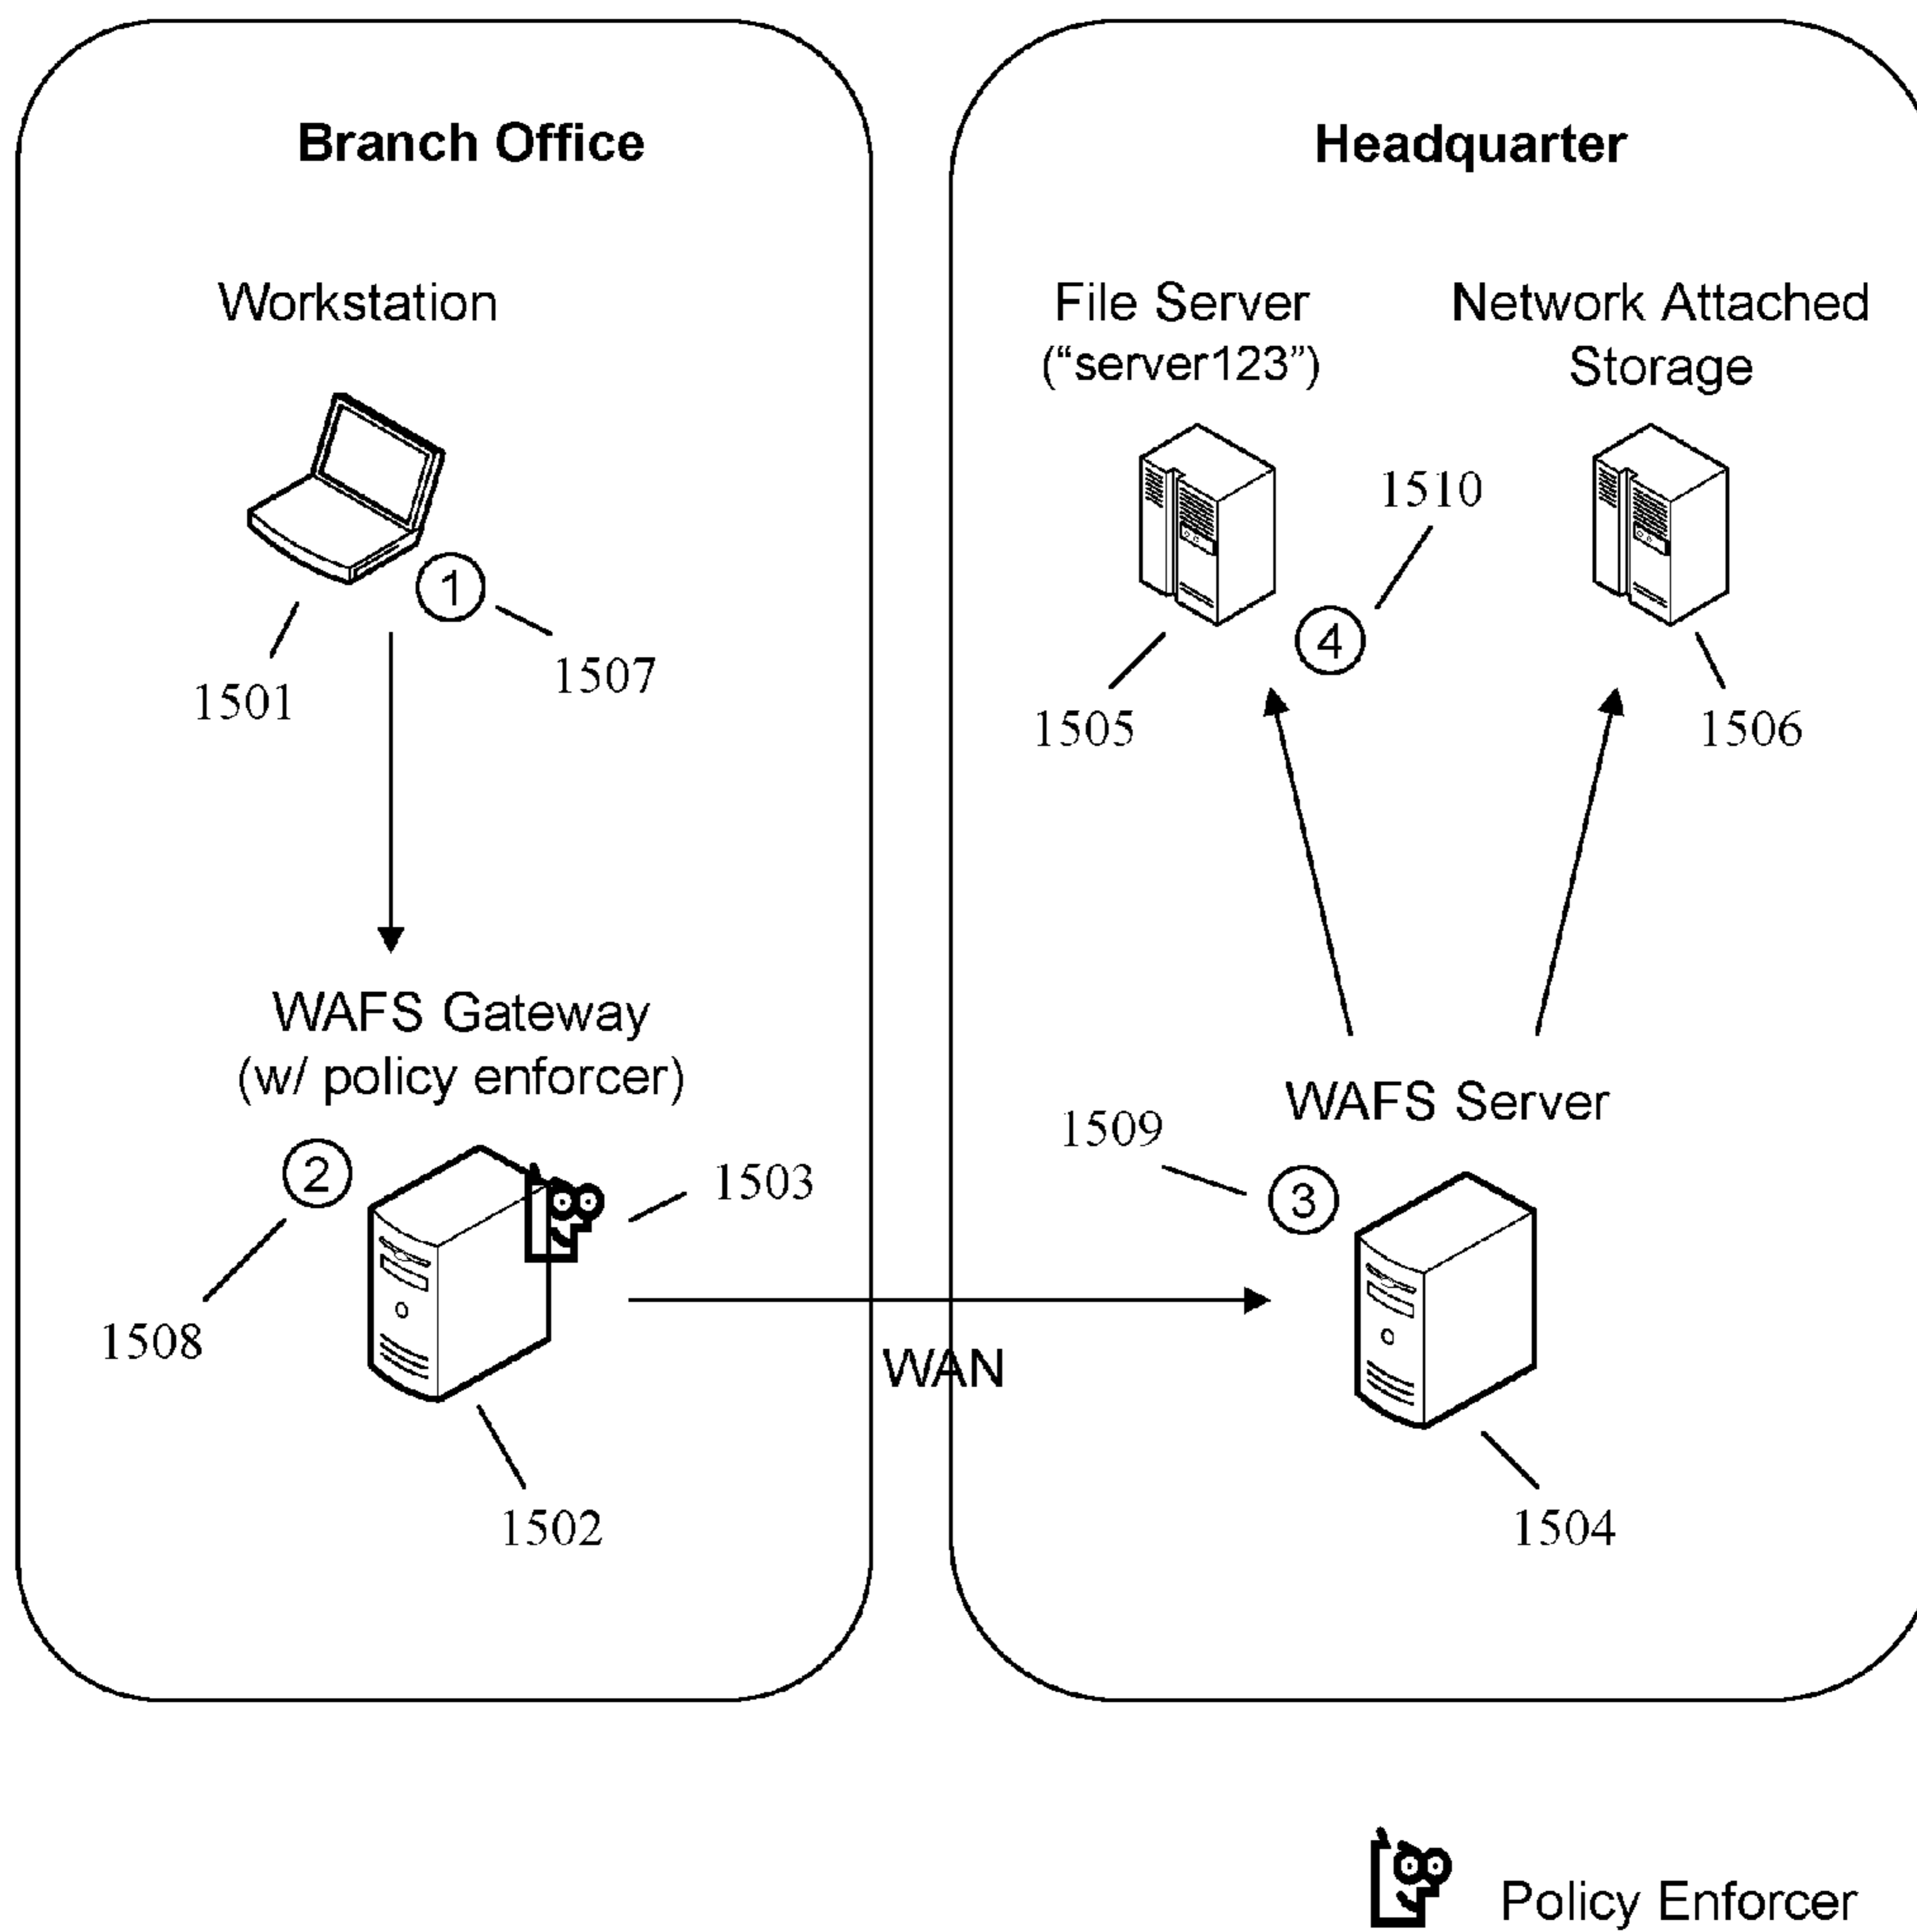 Branch Office
Workstation
1
1501
1507
WAFS Gateway
(w/ policy enforcer)
2
1503
1508
1502
WAN
Headquarter
File Server
("server123")
Network Attached
Storage
1510
4
1505
1506
WAFS Server
1509
3
1504
Policy Enforcer